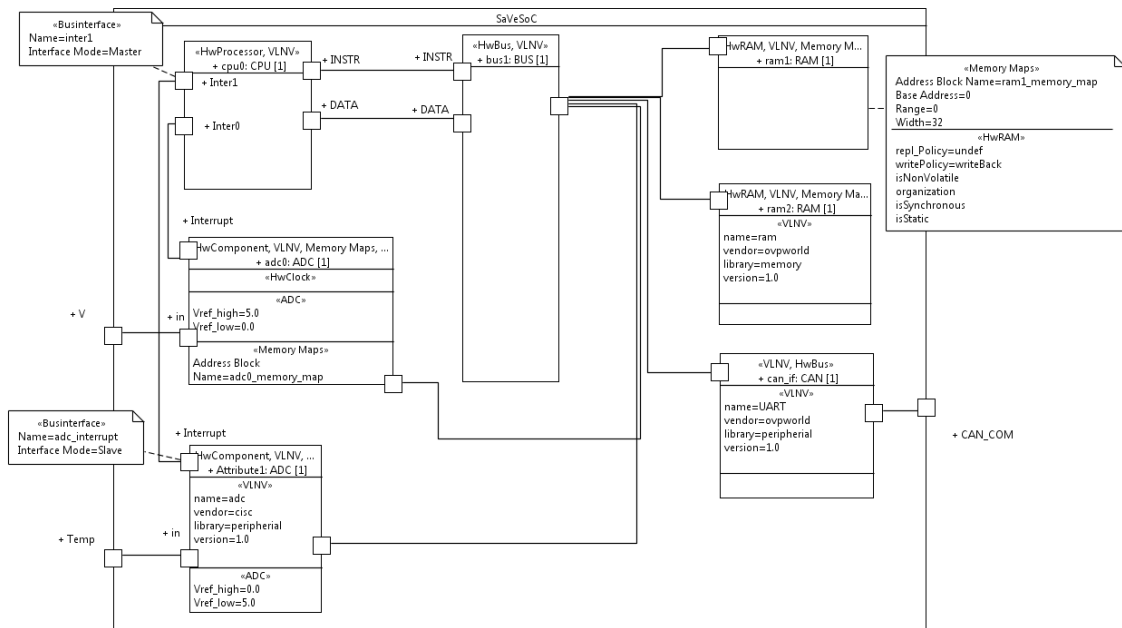 SaVeSoC
«Businterface»
Name=inter1
Interface Mode=Master
«HwProcessor, VLNV»
+ cpu0: CPU [1]
+ Inter1
+ Inter0
+ INSTR
+ INSTR
+ DATA
+ DATA
«HwBus, VLNV»
+ bus1: BUS [1]
HwRAM, VLNV, Memory M...
+ ram1: RAM [1]
«Memory Maps»
Address Block Name=ram1_memory_map
Base Address=0
Range=0
Width=32
«HwRAM»
repl_Policy=undef
writePolicy=writeBack
isNonVolatile
organization
isSynchronous
isStatic
HwRAM, VLNV, Memory Ma...
+ ram2: RAM [1]
«VLNV»
name=ram
vendor=ovpworld
library=memory
version=1.0
+ Interrupt
HwComponent, VLNV, Memory Maps, ...
+ adc0: ADC [1]
«HwClock»
«ADC»
Vref_high=5.0
Vref_low=0.0
«Memory Maps»
Address Block
Name=adc0_memory_map
+ V
+ in
«VLNV, HwBus»
+ can_if: CAN [1]
«VLNV»
name=UART
vendor=ovpworld
library=peripherial
version=1.0
+ CAN_COM
«Businterface»
Name=adc_interrupt
Interface Mode=Slave
+ Interrupt
HwComponent, VLNV, ...
+ Attribute1: ADC [1]
«VLNV»
name=adc
vendor=cisc
library=peripherial
version=1.0
«ADC»
Vref_high=0.0
Vref_low=5.0
+ Temp
+ in